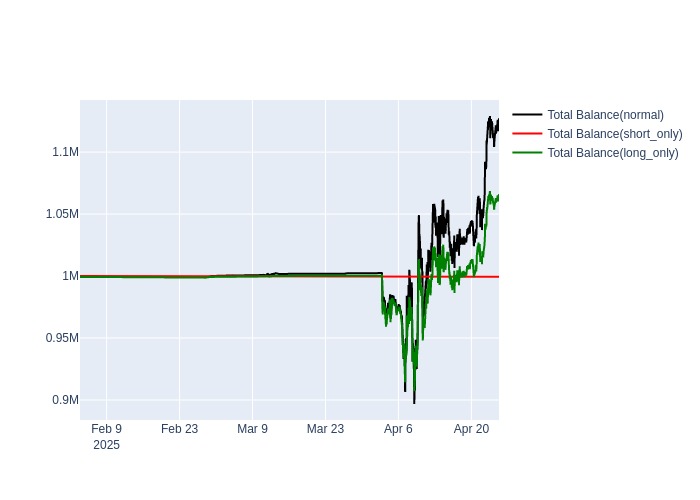 Total Balance(normal)
Total Balance(short_only)
Total Balance(long_only)
1.1M
1.05M
1M
0.95M
0.9M
Feb 9 Feb 23 Mar 9 Mar 23 Apr 6 Apr 20
2025